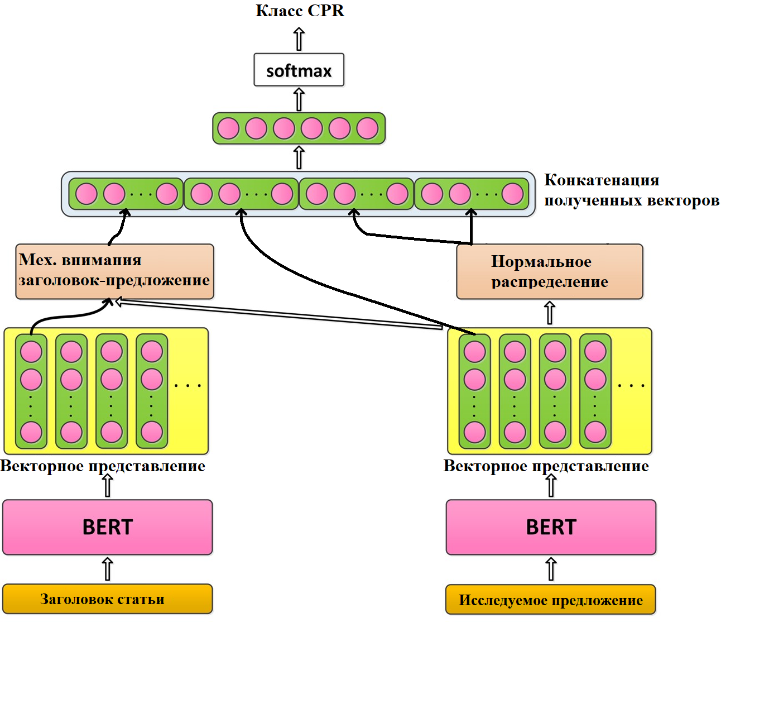 Класс CPR
softmax
Конкатенация
полученных векторов
Мех. внимания
заголовок-предложение
Нормальное
распределение
Векторное представление
Векторное представление
BERT
BERT
Заголовок статьи
Исследуемое предложение